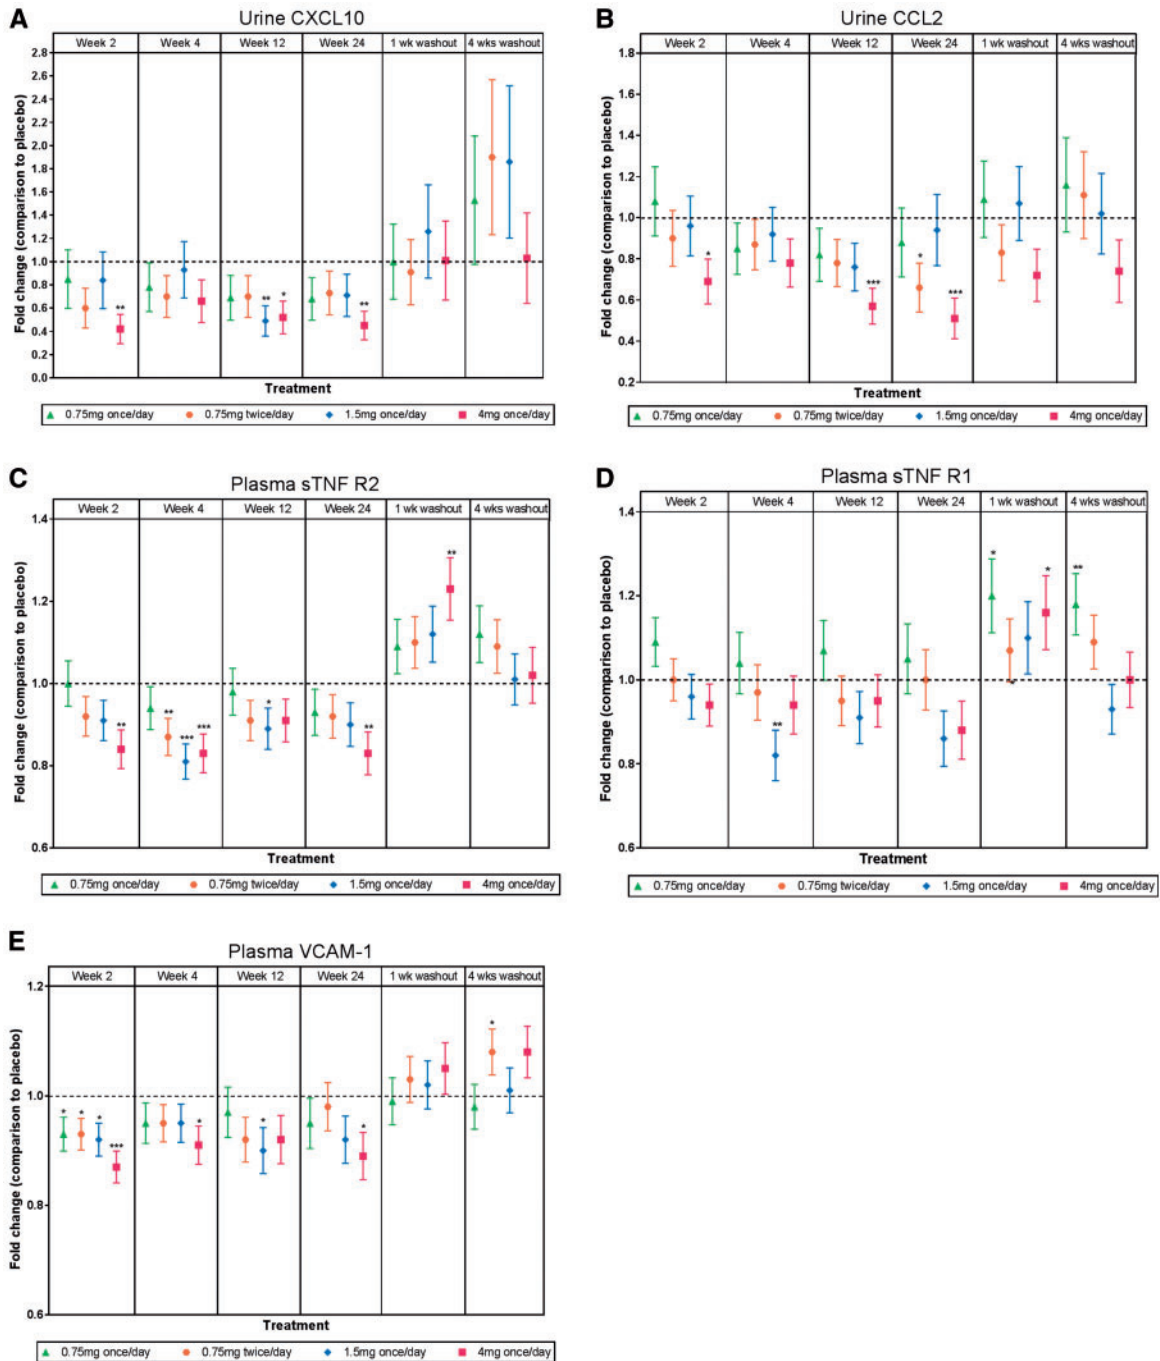 A
Urine CXCL10
Week 2 Week 4 Week 12 Week 24 1 wk washout 4 wks washout
Fold change (comparison to placebo)
2.8
2.6
2.4
2.2
2.0
1.8
1.6
1.4
1.2
1.0
0.8
0.6
0.4
0.2
0.0
** ** * **
Treatment
0.75mg once/day 0.75mg twice/day 1.5mg once/day 4mg once/day
B
Urine CCL2
Week 2 Week 4 Week 12 Week 24 1 wk washout 4 wks washout
Fold change (comparison to placebo)
1.8
1.6
1.4
1.2
1.0
0.8
0.6
0.4
0.2
* *** * ***
Treatment
0.75mg once/day 0.75mg twice/day 1.5mg once/day 4mg once/day
C
Plasma sTNF R2
Week 2 Week 4 Week 12 Week 24 1 wk washout 4 wks washout
Fold change (comparison to placebo)
1.4
1.2
1.0
0.8
0.6
** ** *** *** * ** **
Treatment
0.75mg once/day 0.75mg twice/day 1.5mg once/day 4mg once/day
D
Plasma sTNF R1
Week 2 Week 4 Week 12 Week 24 1 wk washout 4 wks washout
Fold change (comparison to placebo)
1.4
1.2
1.0
0.8
0.6
** * * * **
Treatment
0.75mg once/day 0.75mg twice/day 1.5mg once/day 4mg once/day
E
Plasma VCAM-1
Week 2 Week 4 Week 12 Week 24 1 wk washout 4 wks washout
Fold change (comparison to placebo)
1.2
1.0
0.8
0.6
* * * *** * * * *
Treatment
0.75mg once/day 0.75mg twice/day 1.5mg once/day 4mg once/day